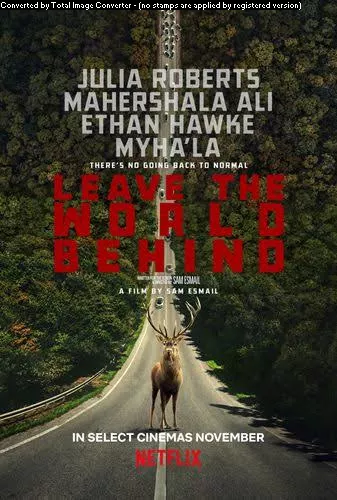 Converted by Total Image Converter - (no stamps are applied by registered version)
JULIA ROBERTS
MAHERSHALA ALI
ETHAN HAWKE
MYHA'LA
THERE'S NO GOING BACK TO NORMAL
LEAVE THE
WORLD
BEHIND
SAM ESMAIL
A FILM BY SAM ESMAIL
IN SELECT CINEMAS NOVEMBER
NETFLIX